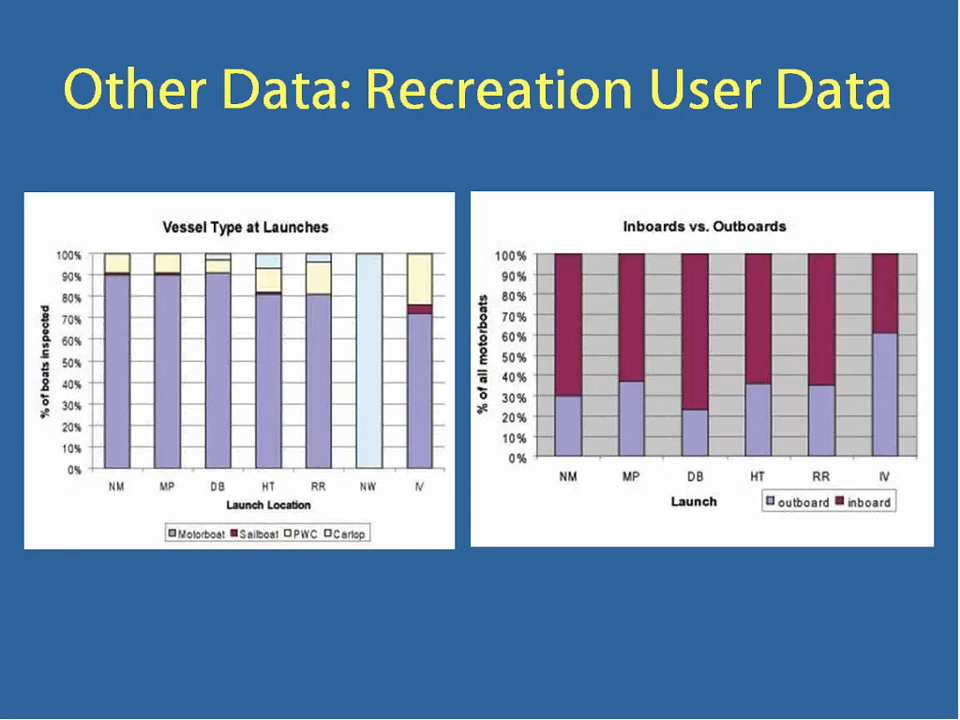 Other Data: Recreation User Data
Vessel Type at Launches
% of boats inspected
100%
90%
80%
70%
60%
50%
40%
30%
20%
10%
0%
NM MP DB HT RR NW IV
Launch Location
Motorboat Sailboat PWC Cartop
Inboards vs. Outboards
% of all motorboats
100%
90%
80%
70%
60%
50%
40%
30%
20%
10%
0%
NM MP DB HT RR IV
Launch
outboard inboard